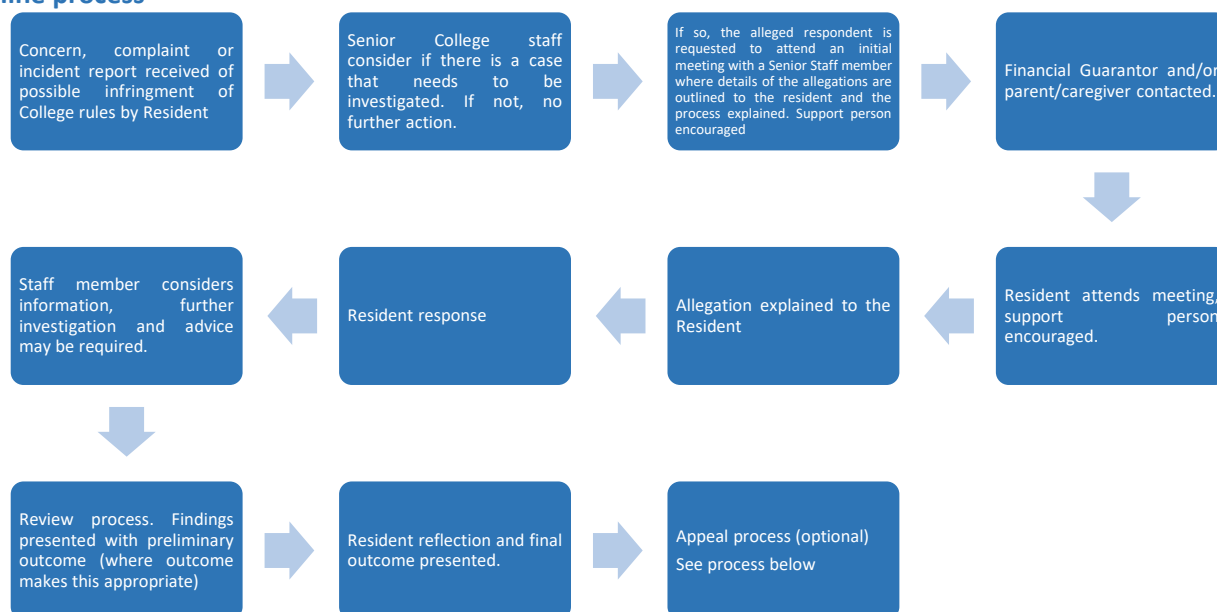 line process
Concern, complaint or
incident report received of
possible infringment of
College rules by Resident
Senior College staff
consider if there is a case
that needs to be
investigated. If not, no
further action.
If so, the alleged respondent is
requested to attend an initial
meeting with a Senior Staff member
where details of the allegations are
outlined to the resident and the
process explained. Support person
encouraged
Financial Guarantor and/or
parent/caregiver contacted.
Resident attends meeting,
support person
encouraged.
Allegation explained to the
Resident
Resident response
Staff member considers
information, further
investigation and advice
may be required.
Review process. Findings
presented with preliminary
outcome (where outcome
makes this appropriate)
Resident reflection and final
outcome presented.
Appeal process (optional)
See process below